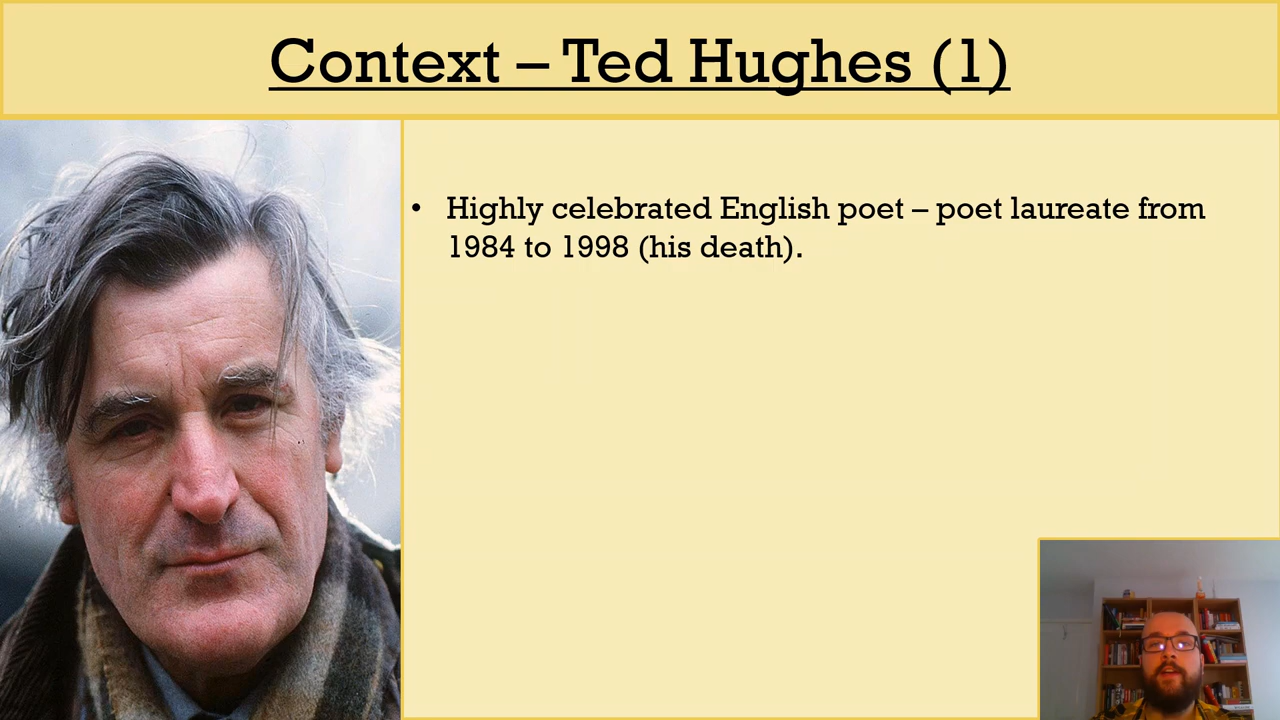 Context – Ted Hughes (1)
• Highly celebrated English poet – poet laureate from
1984 to 1998 (his death).